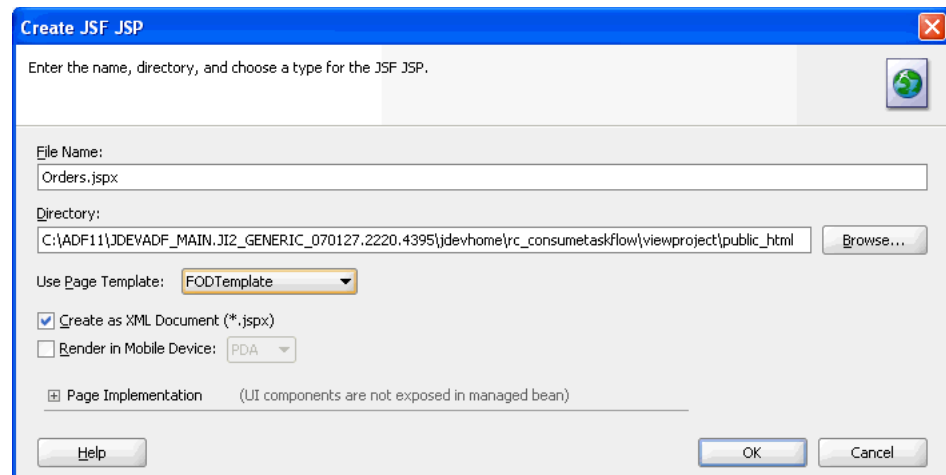 Create JSF JSP
Enter the name, directory, and choose a type for the JSF JSP.
File Name:
Orders.jspx
Directory:
C:\ADF11\JDEVADF_MAIN.JI2_GENERIC_070127.2220.4395\jdevhome\rc_consumetaskflow\viewproject\public_html Browse...
Use Page Template: FODTemplate
Create as XML Document (*.jspx)
Render in Mobile Device: PDA
Page Implementation (UI components are not exposed in managed bean)
Help OK Cancel